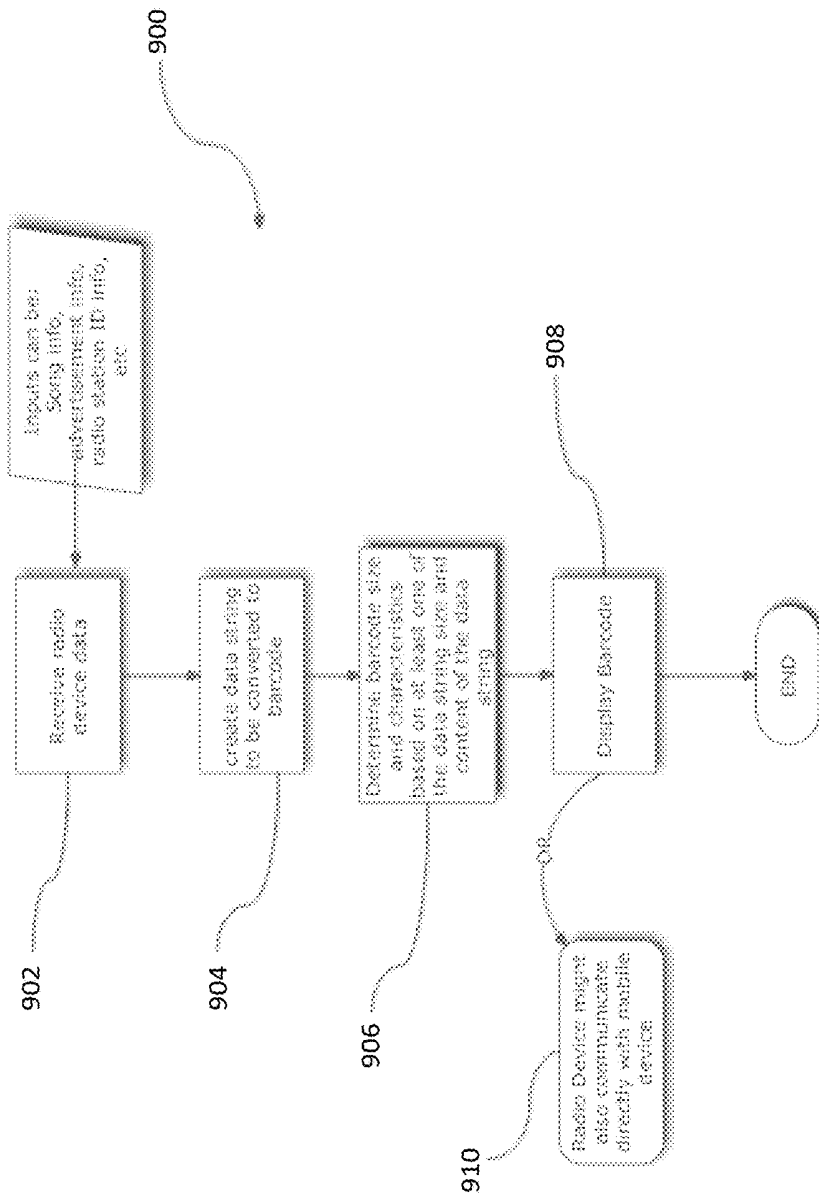 900
Inputs can be:
Song info,
advertisement info,
radio station ID info,
etc
902
Receive radio
device data
904
create data string
to be converted to
barcode
906
Determine barcode size
and characteristics
based on at least one of
the data string size and
content of the data
string
908
Display Barcode
OR
910
Radio Device might
also communicate
directly with mobile
device
END